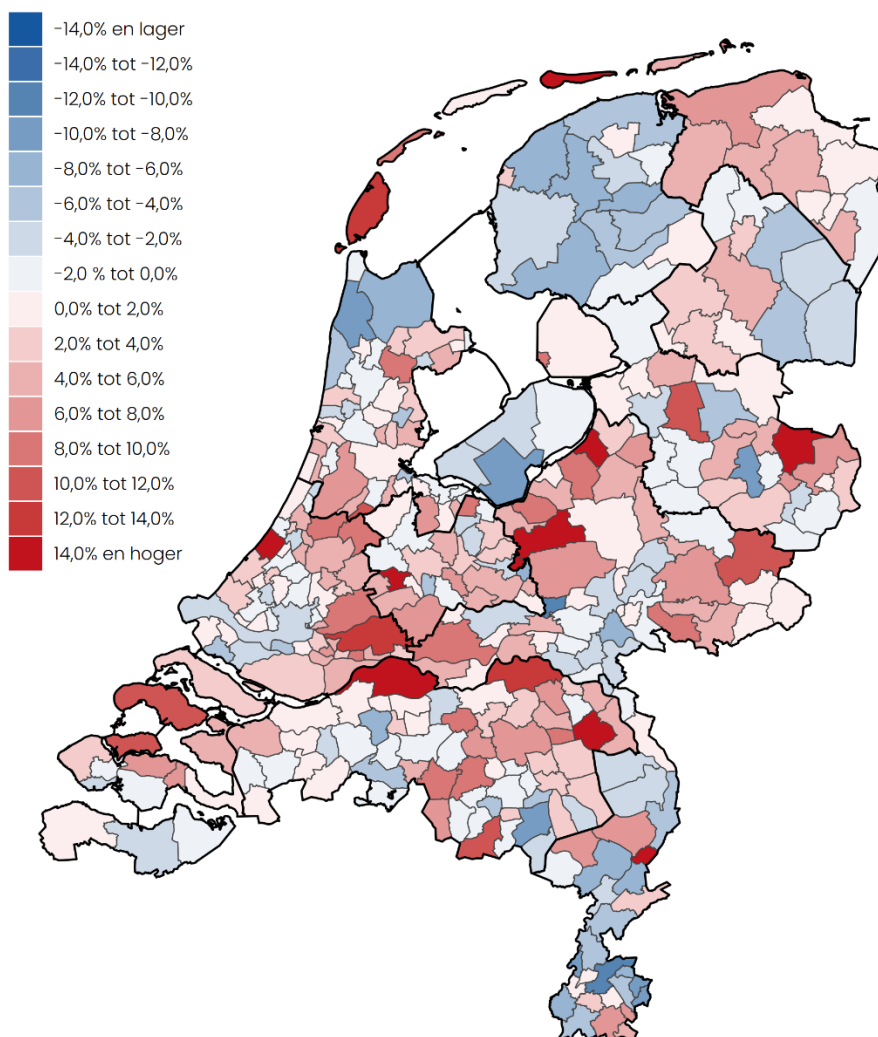 -14,0% en lager
-14,0% tot -12,0%
-12,0% tot -10,0%
-10,0% tot -8,0%
-8,0% tot -6,0%
-6,0% tot -4,0%
-4,0% tot -2,0%
-2,0 % tot 0,0%
0,0% tot 2,0%
2,0% tot 4,0%
4,0% tot 6,0%
6,0% tot 8,0%
8,0% tot 10,0%
10,0% tot 12,0%
12,0% tot 14,0%
14,0% en hoger